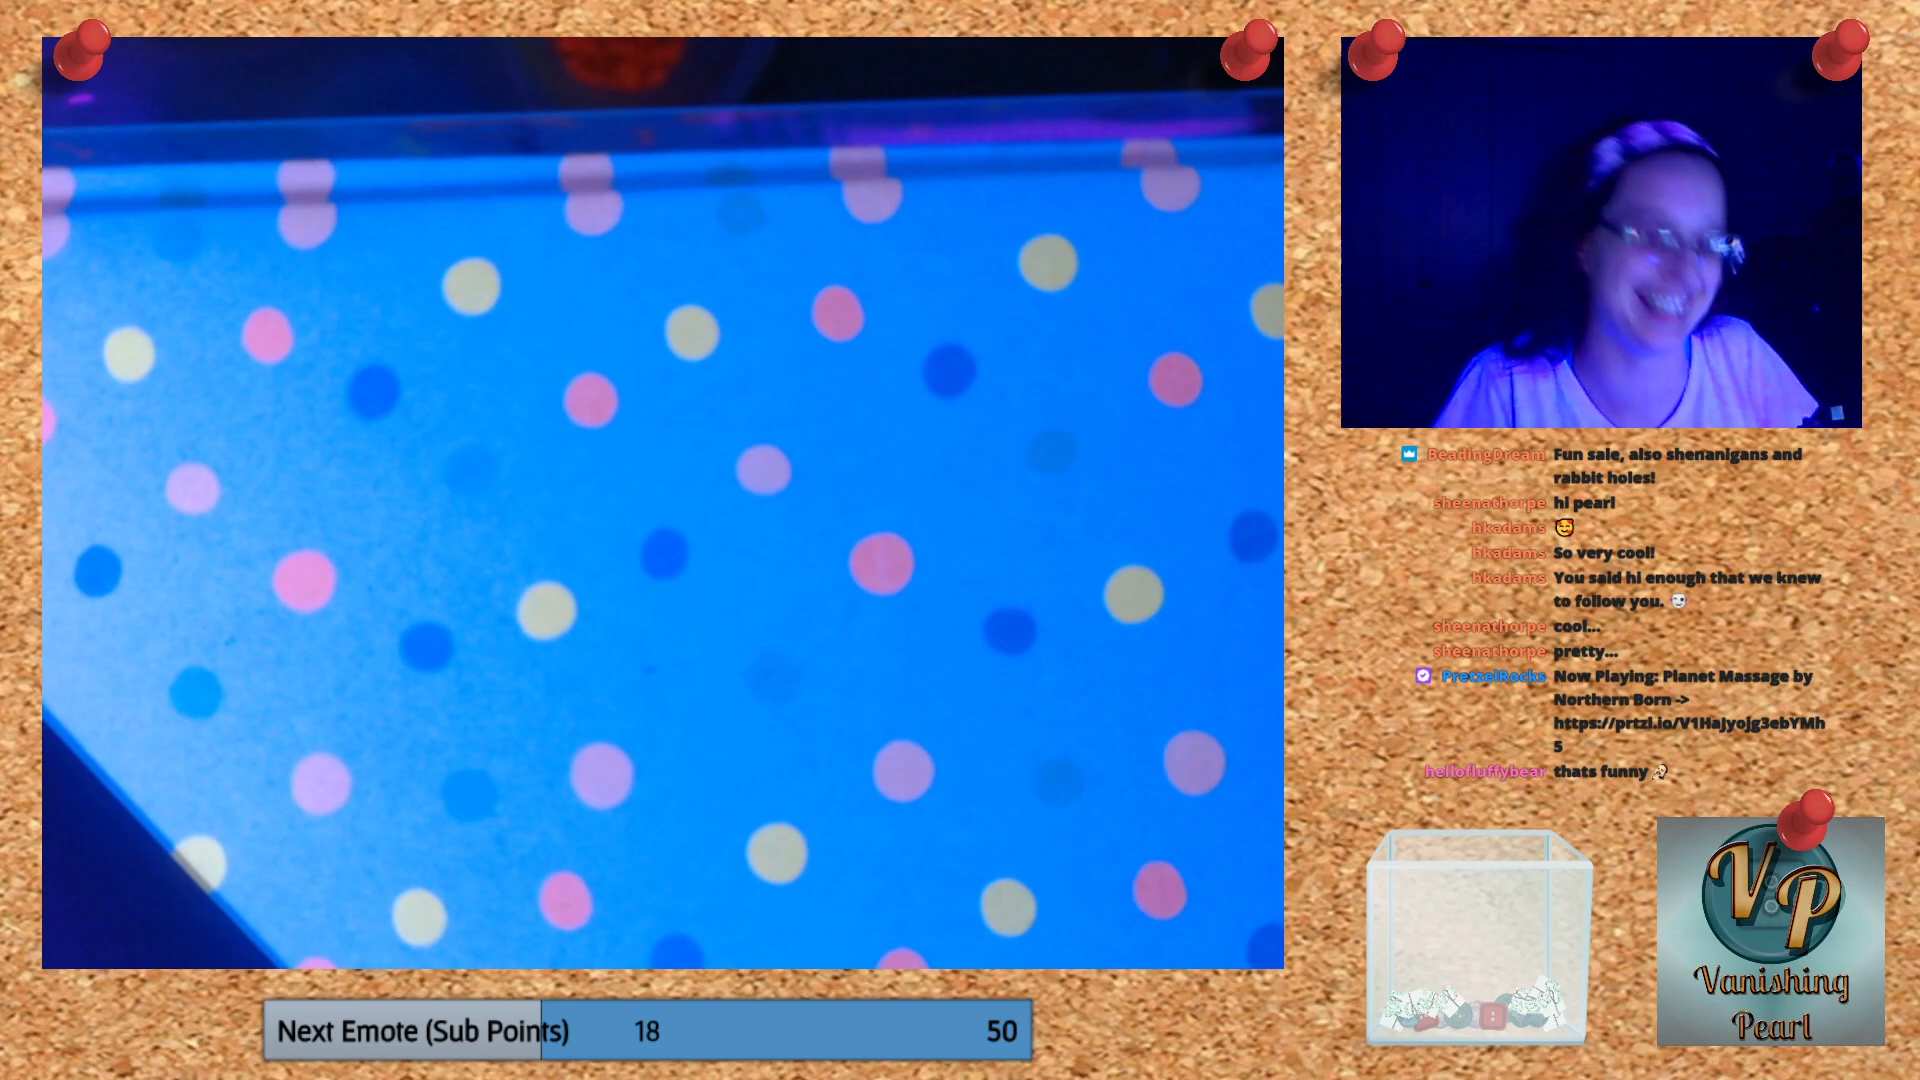 BeadingDream Fun sale, also shenanigans and
rabbit holes!
sheenathorpe hi pearl
hkadams 🥰
hkadams So very cool!
hkadams You said hi enough that we knew
to follow you.
sheenathorpe cool...
sheenathorpe pretty...
PretzelRocks Now Playing: Planet Massage by
Northern Born ->
https://prtzl.io/V1HaJyojg3ebYMh
5
hellofluffybear thats funny
VP
Vanishing
Pearl
Next Emote (Sub Points) 18 50